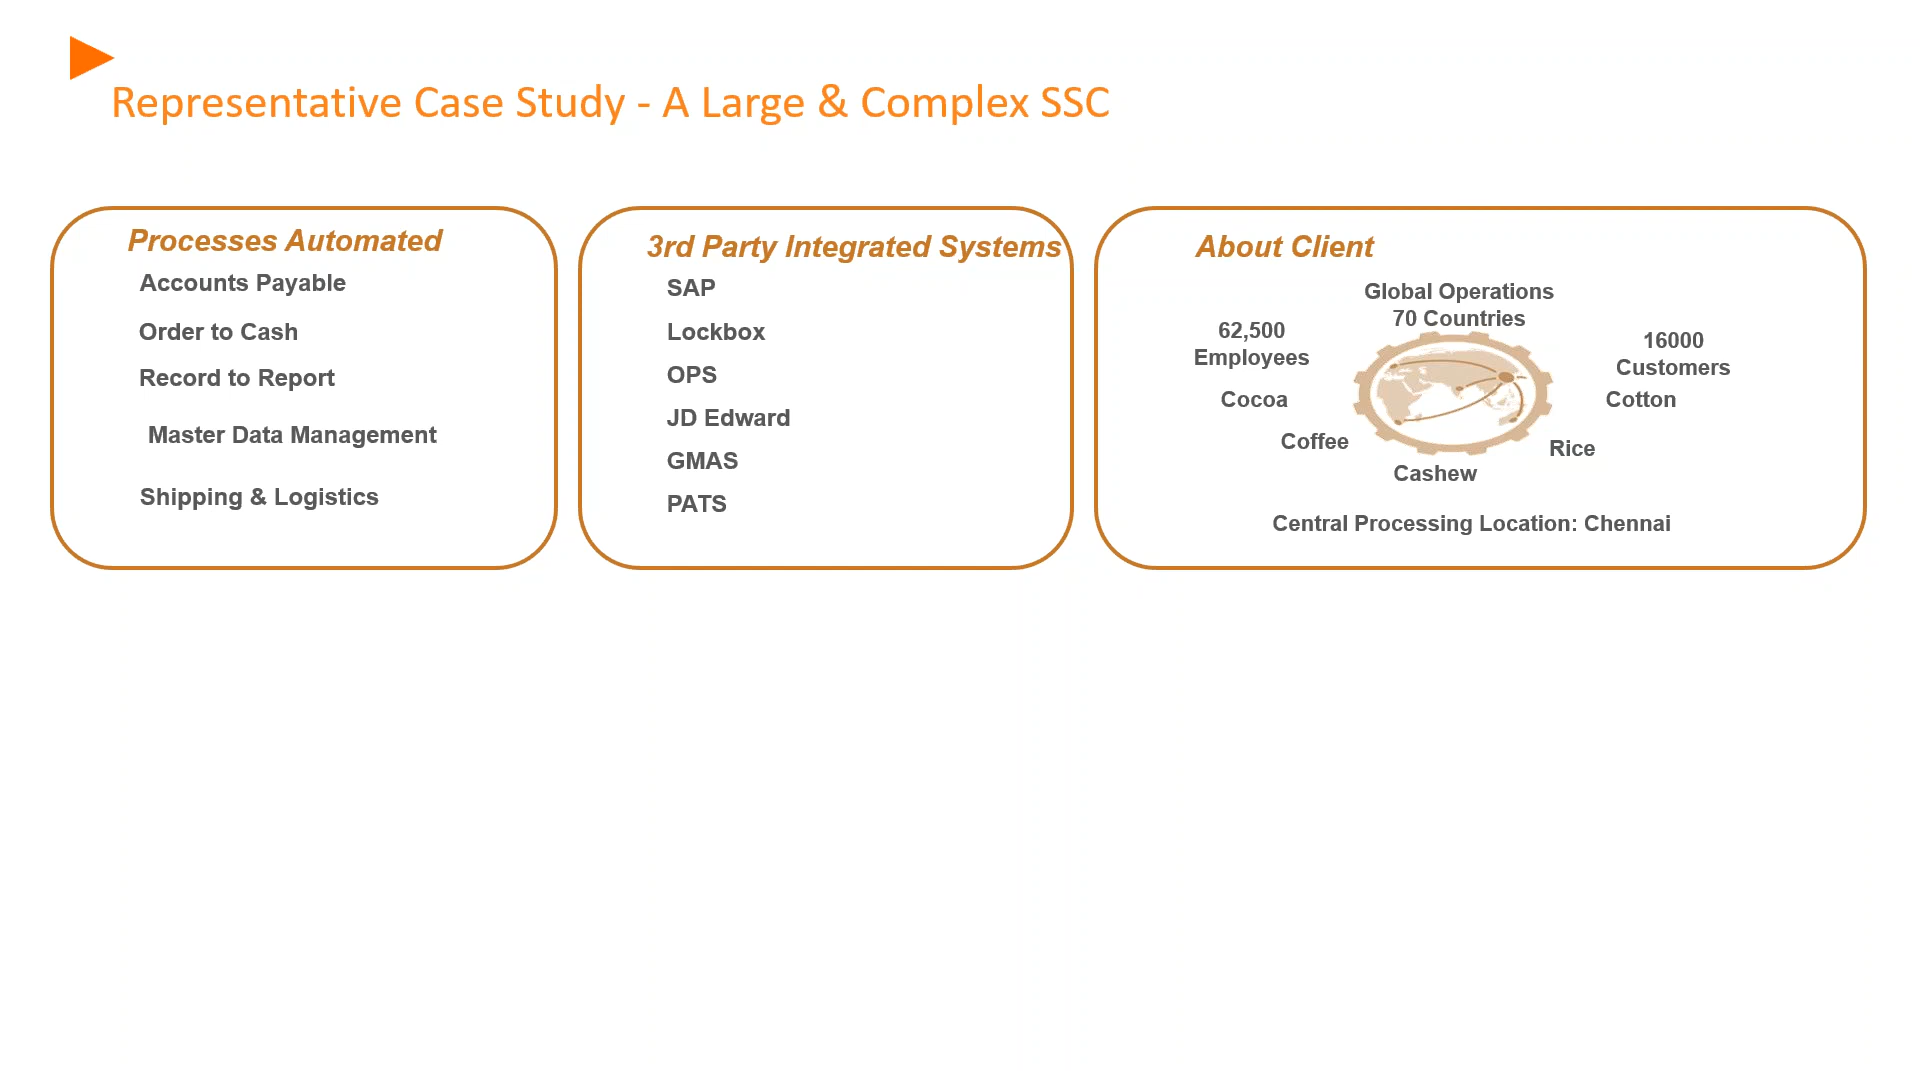 Representative Case Study - A Large & Complex SSC
Processes Automated
Accounts Payable
Order to Cash
Record to Report
Master Data Management
Shipping & Logistics
3rd Party Integrated Systems
SAP
Lockbox
OPS
JD Edward
GMAS
PATS
About Client
Global Operations
70 Countries
62,500
Employees
16000
Customers
Cocoa
Cotton
Coffee
Rice
Cashew
Central Processing Location: Chennai